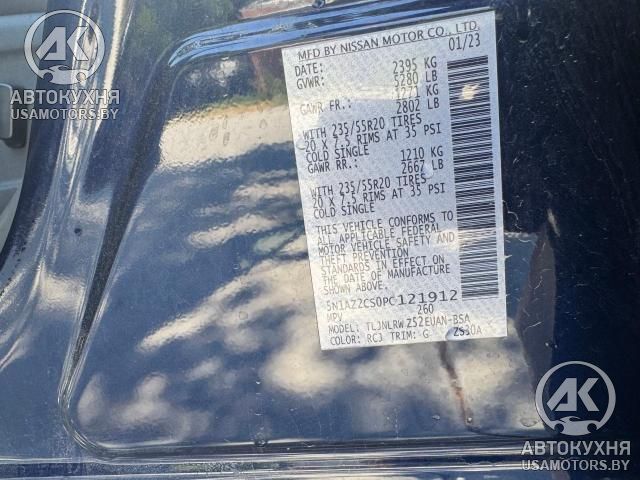 AK
АВТОКУХНЯ
USAMOTORS.BY
MFD BY NISSAN MOTOR CO., LTD.
DATE: 01/23
GVWR: 2395 KG
5280 LB
GAWR FR.: 1271 KG
2802 LB
WITH 235/55R20 TIRES
20 X 7.5 RIMS AT 35 PSI
COLD SINGLE
GAWR RR.: 1210 KG
2667 LB
WITH 235/55R20 TIRES
20 X 7.5 RIMS AT 35 PSI
COLD SINGLE
THIS VEHICLE CONFORMS TO
ALL APPLICABLE FEDERAL
MOTOR VEHICLE SAFETY AND
THEFT PREVENTION
STANDARDS IN EFFECT ON
THE DATE OF MANUFACTURE
SHOWN ABOVE.
5N1AZ2CS0PC121912
MPV 260
MODEL: TLJNLRW Z52EUAN-BSA
COLOR: RCJ TRIM: G ZS30A
AK
АВТОКУХНЯ
USAMOTORS.BY